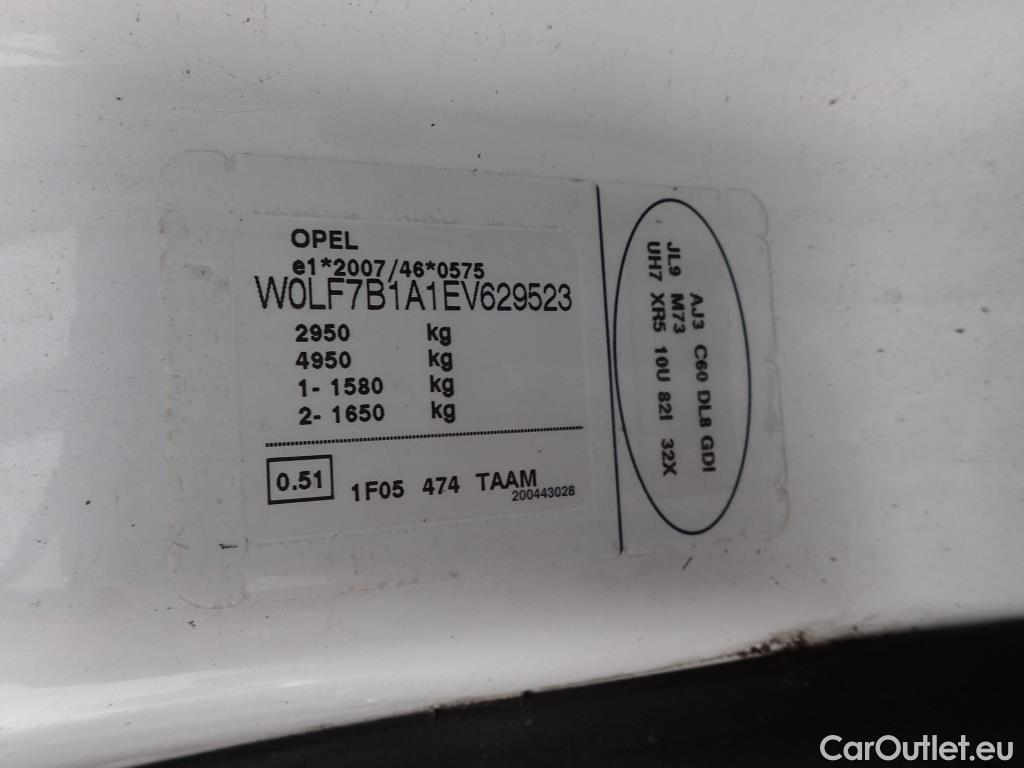 OPEL
e1*2007/46*0575
W0LF7B1A1EV629523
2950 kg
4950 kg
1- 1580 kg
2- 1650 kg
0.51 1F05 474 TAAM
200443028
AJ3 C60 DL8 GDI
JL9 M73
UH7 XR5 10U 82I 32X
CarOutlet.eu